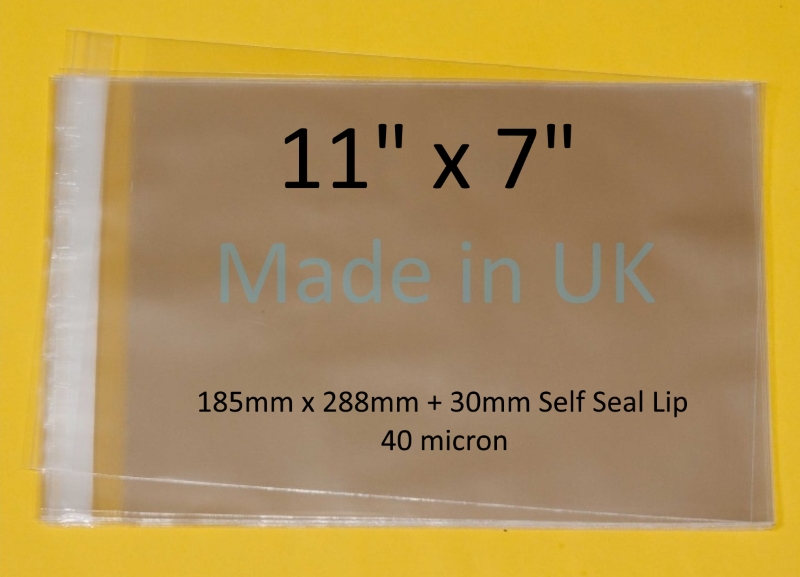 11" x 7"
Made in UK
185mm x 288mm + 30mm Self Seal Lip
40 micron